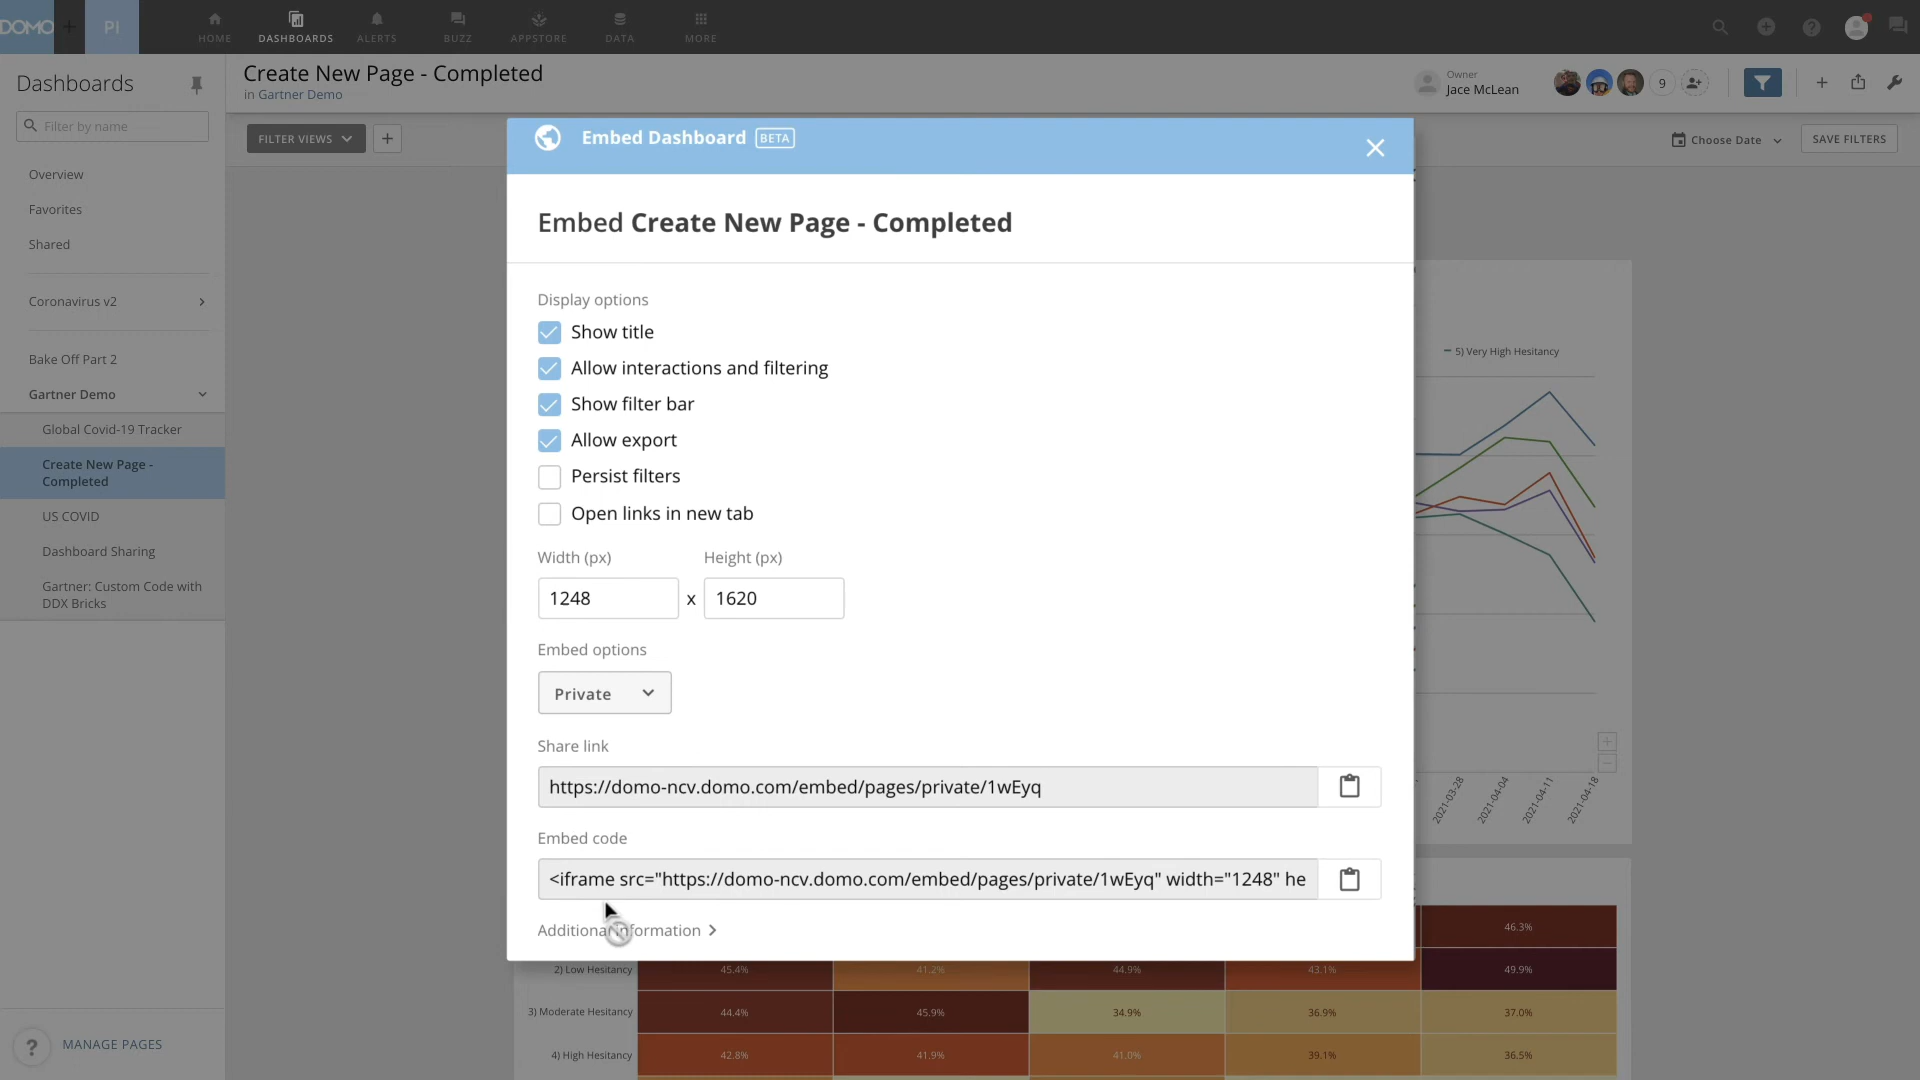 DOMO
+
PI
HOME
DASHBOARDS
ALERTS
BUZZ
APPSTORE
DATA
MORE
Dashboards
Filter by name
Overview
Favorites
Shared
Coronavirus v2
Bake Off Part 2
Gartner Demo
Global Covid-19 Tracker
Create New Page -
Completed
US COVID
Dashboard Sharing
Gartner: Custom Code with
DDX Bricks
? MANAGE PAGES
Create New Page - Completed
in Gartner Demo
Owner
Jace McLean
9
FILTER VIEWS
+
Choose Date
SAVE FILTERS
Embed Dashboard BETA
Embed Create New Page - Completed
Display options
Show title
Allow interactions and filtering
Show filter bar
Allow export
Persist filters
Open links in new tab
Width (px) Height (px)
1248 x 1620
Embed options
Private
Share link
https://domo-ncv.domo.com/embed/pages/private/1wEyq
Embed code
<iframe src="https://domo-ncv.domo.com/embed/pages/private/1wEyq" width="1248" he
Additional information
5) Very High Hesitancy
2021-03-28
2021-04-04
2021-04-11
2021-04-18
46.3%
2) Low Hesitancy 45.4% 41.2% 44.9% 43.1% 49.9%
3) Moderate Hesitancy 44.4% 45.9% 34.9% 36.9% 37.0%
4) High Hesitancy 42.8% 41.9% 41.0% 39.1% 36.5%